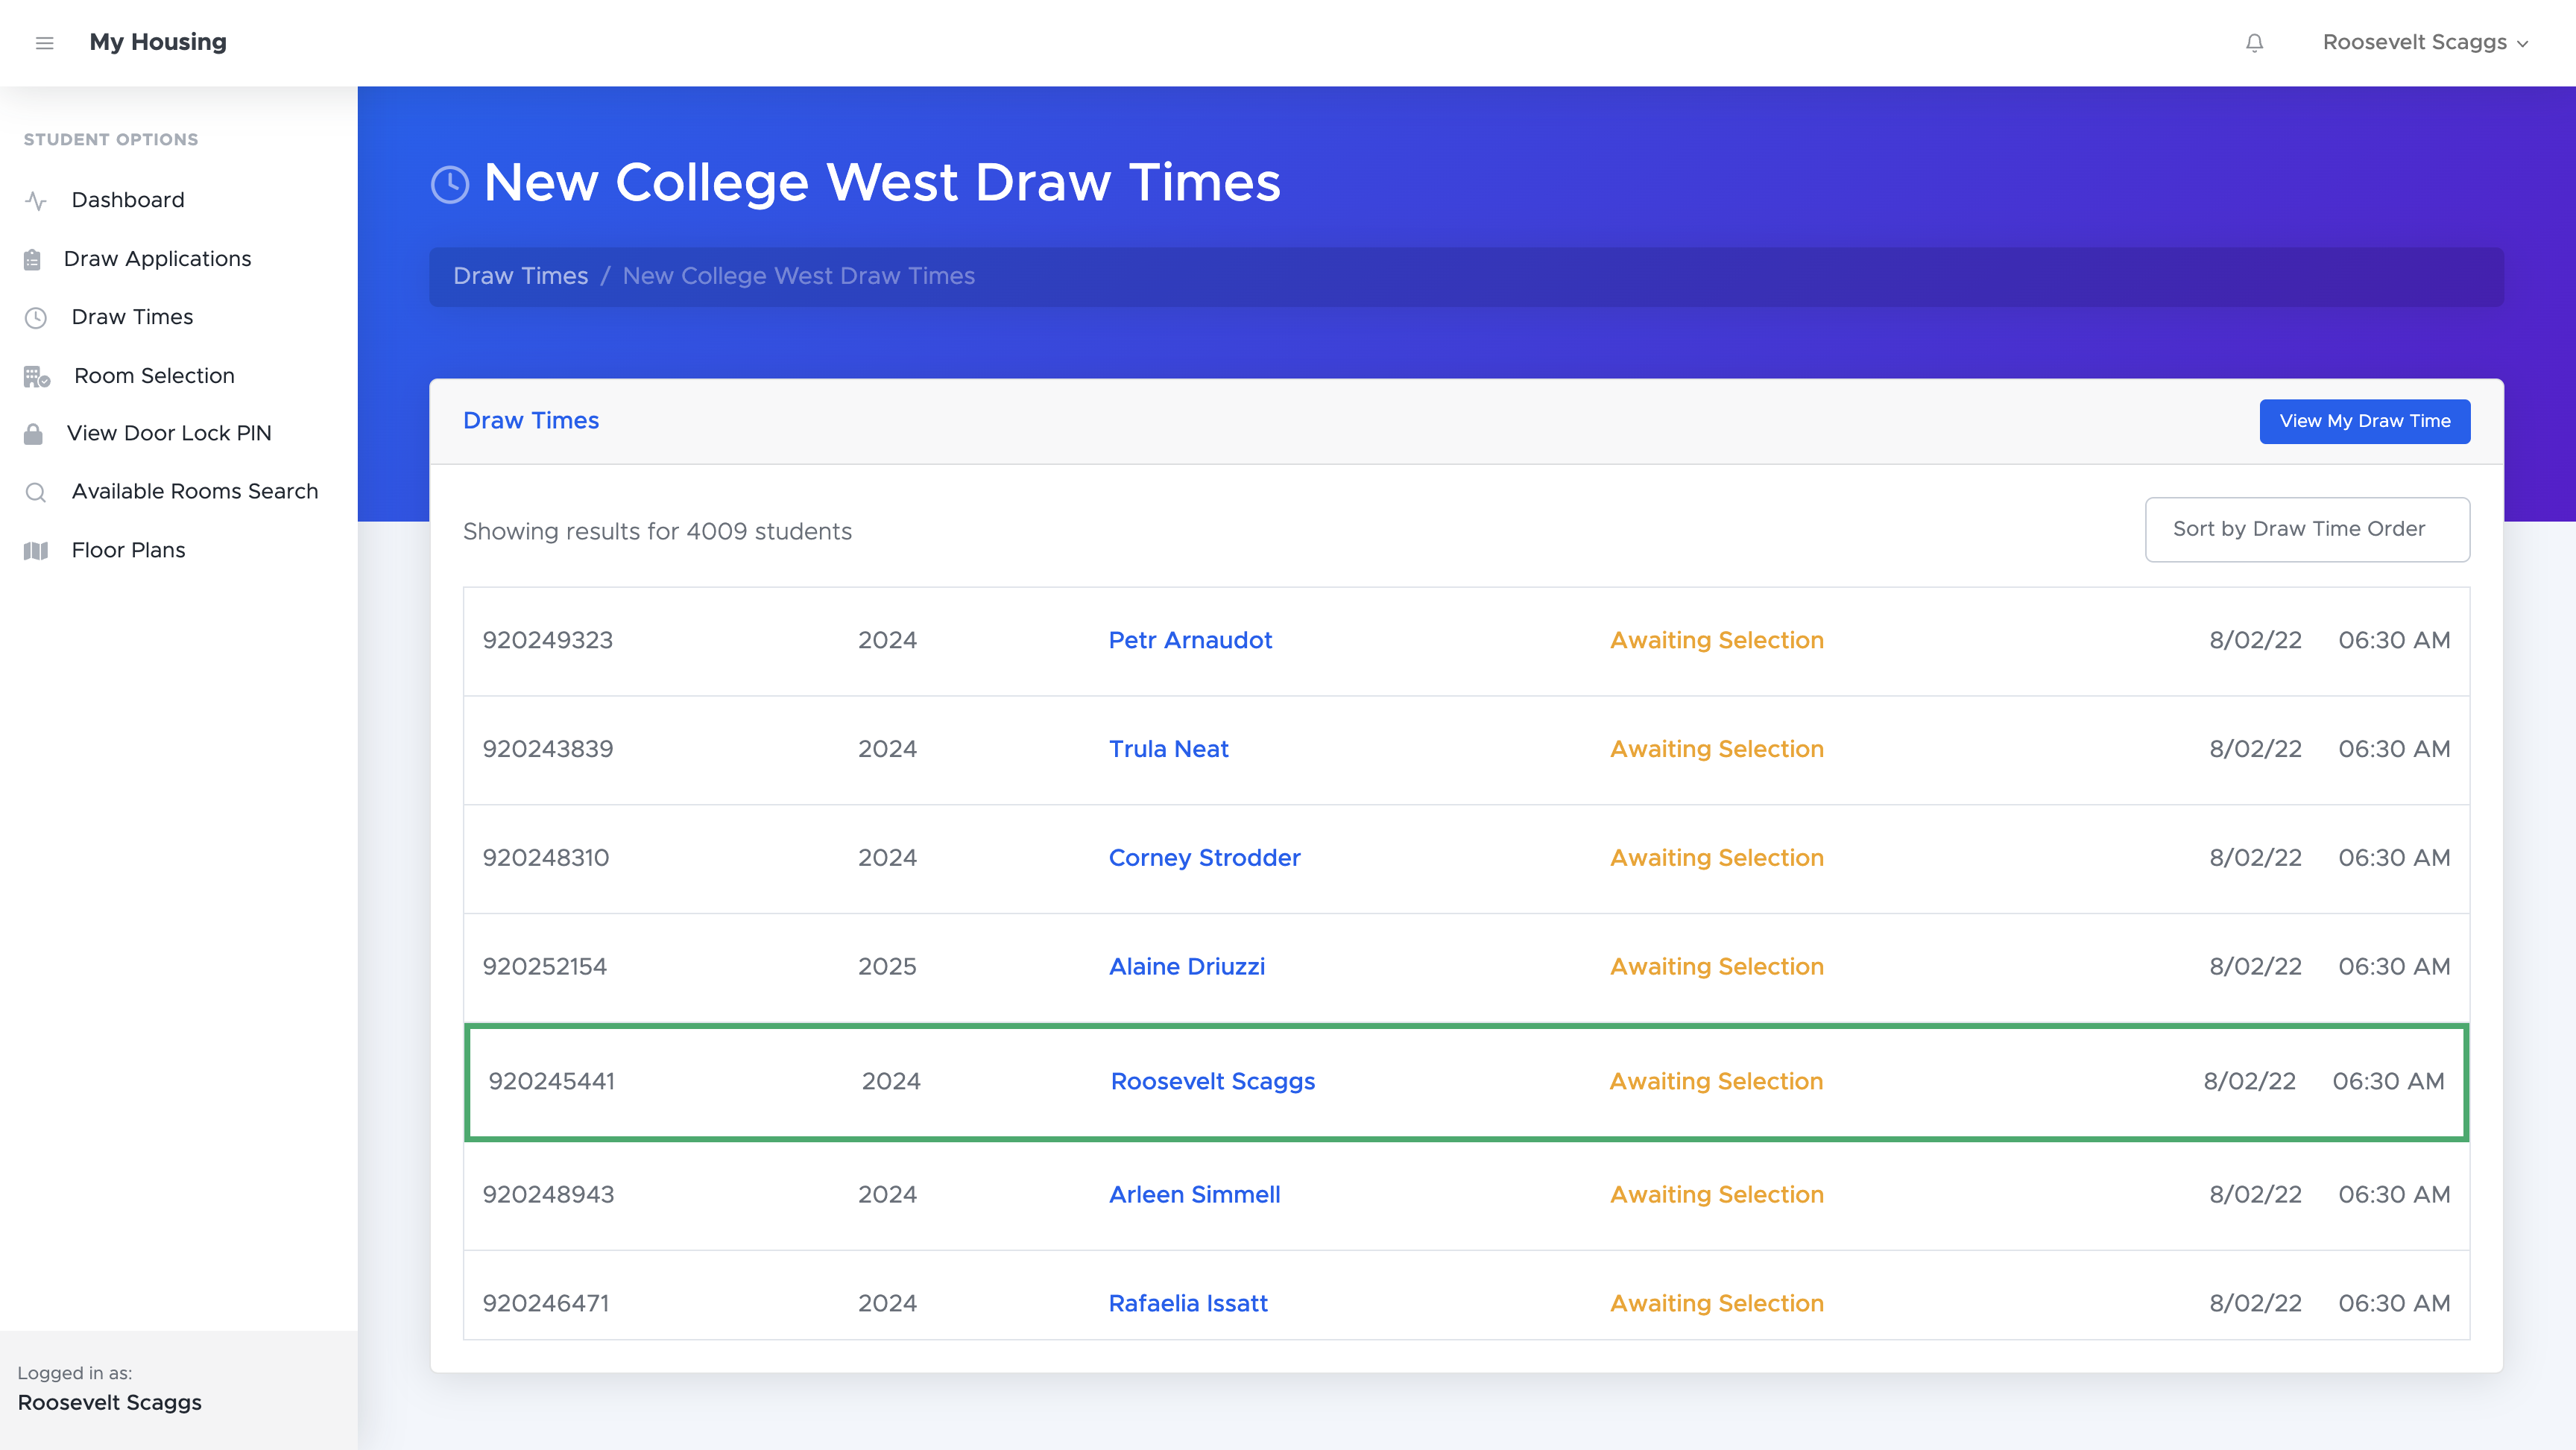 My Housing
Roosevelt Scaggs
STUDENT OPTIONS
Dashboard
Draw Applications
Draw Times
Room Selection
View Door Lock PIN
Available Rooms Search
Floor Plans
Logged in as:
Roosevelt Scaggs
New College West Draw Times
Draw Times / New College West Draw Times
Draw Times View My Draw Time
Showing results for 4009 students Sort by Draw Time Order
920249323 2024 Petr Arnaudot Awaiting Selection 8/02/22 06:30 AM
920243839 2024 Trula Neat Awaiting Selection 8/02/22 06:30 AM
920248310 2024 Corney Strodder Awaiting Selection 8/02/22 06:30 AM
920252154 2025 Alaine Driuzzi Awaiting Selection 8/02/22 06:30 AM
920245441 2024 Roosevelt Scaggs Awaiting Selection 8/02/22 06:30 AM
920248943 2024 Arleen Simmell Awaiting Selection 8/02/22 06:30 AM
920246471 2024 Rafaelia Issatt Awaiting Selection 8/02/22 06:30 AM